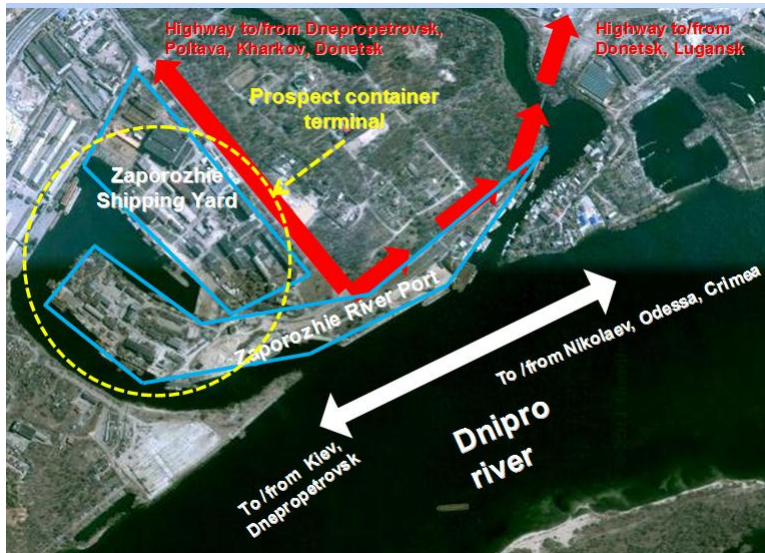 Highway to/from Dnepropetrovsk,
Poltava, Kharkov, Donetsk
Highway to/from
Donetsk, Lugansk
Prospect container
terminal
Zaporozhie
Shipping Yard
Zaporozhie River Port
To /from Nikolaev, Odessa, Crimea
Dnipro
river
To /from Kiev,
Dnepropetrovsk